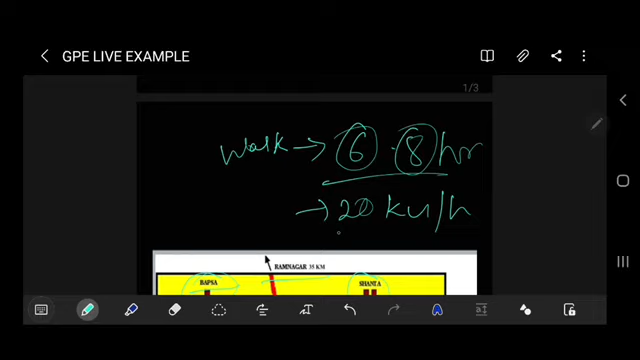 GPE LIVE EXAMPLE
1/3
Walk → 6 - 8 hr
→ 20 KM/h
RAMNAGAR 35 KM
BAPSA
SHANTA